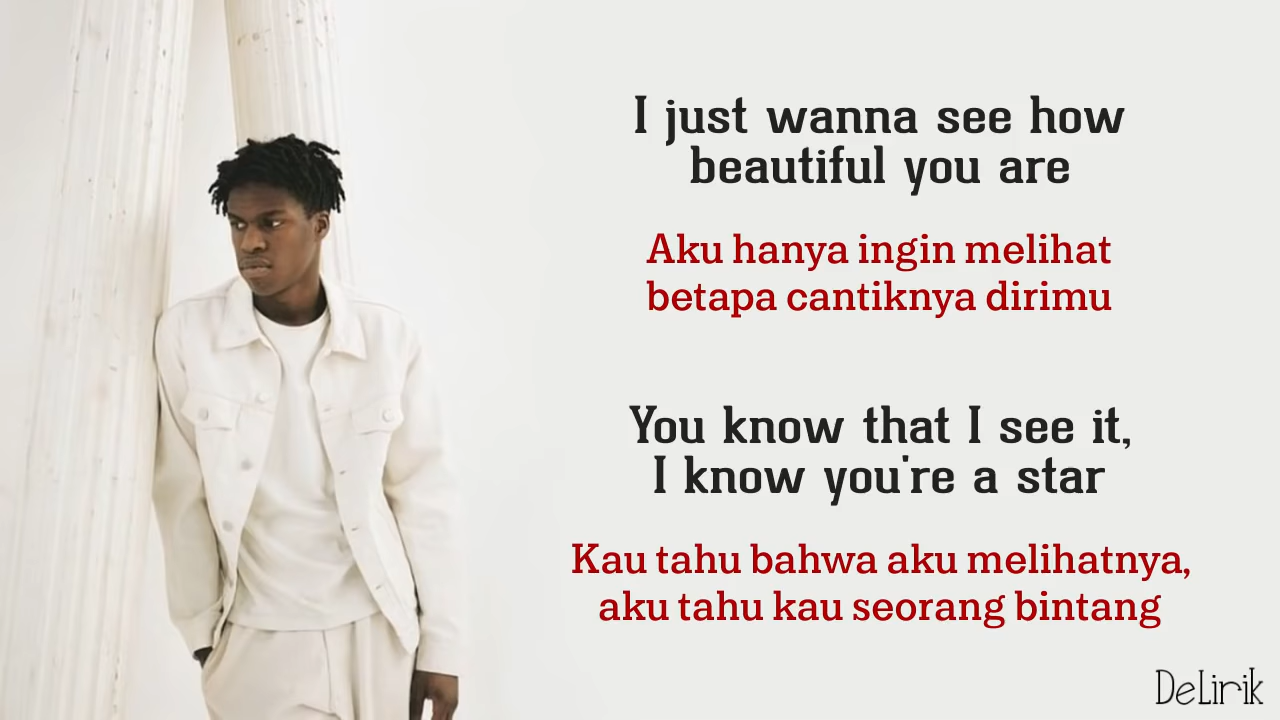 I just wanna see how
beautiful you are
Aku hanya ingin melihat
betapa cantiknya dirimu
You know that I see it,
I know you're a star
Kau tahu bahwa aku melihatnya,
aku tahu kau seorang bintang
DeLirik